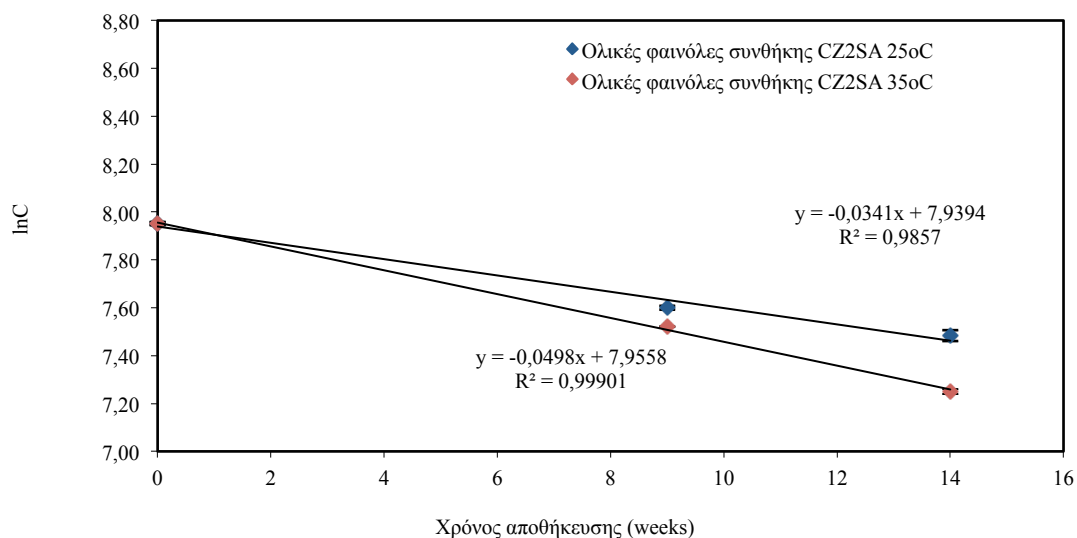 8,80
8,60
8,40
8,20
8,00
7,80
7,60
7,40
7,20
7,00
lnC
Ολικές φαινόλες συνθήκης CZ2SA 25oC
Ολικές φαινόλες συνθήκης CZ2SA 35oC
y = -0,0341x + 7,9394
R² = 0,9857
y = -0,0498x + 7,9558
R² = 0,99901
0 2 4 6 8 10 12 14 16
Χρόνος αποθήκευσης (weeks)